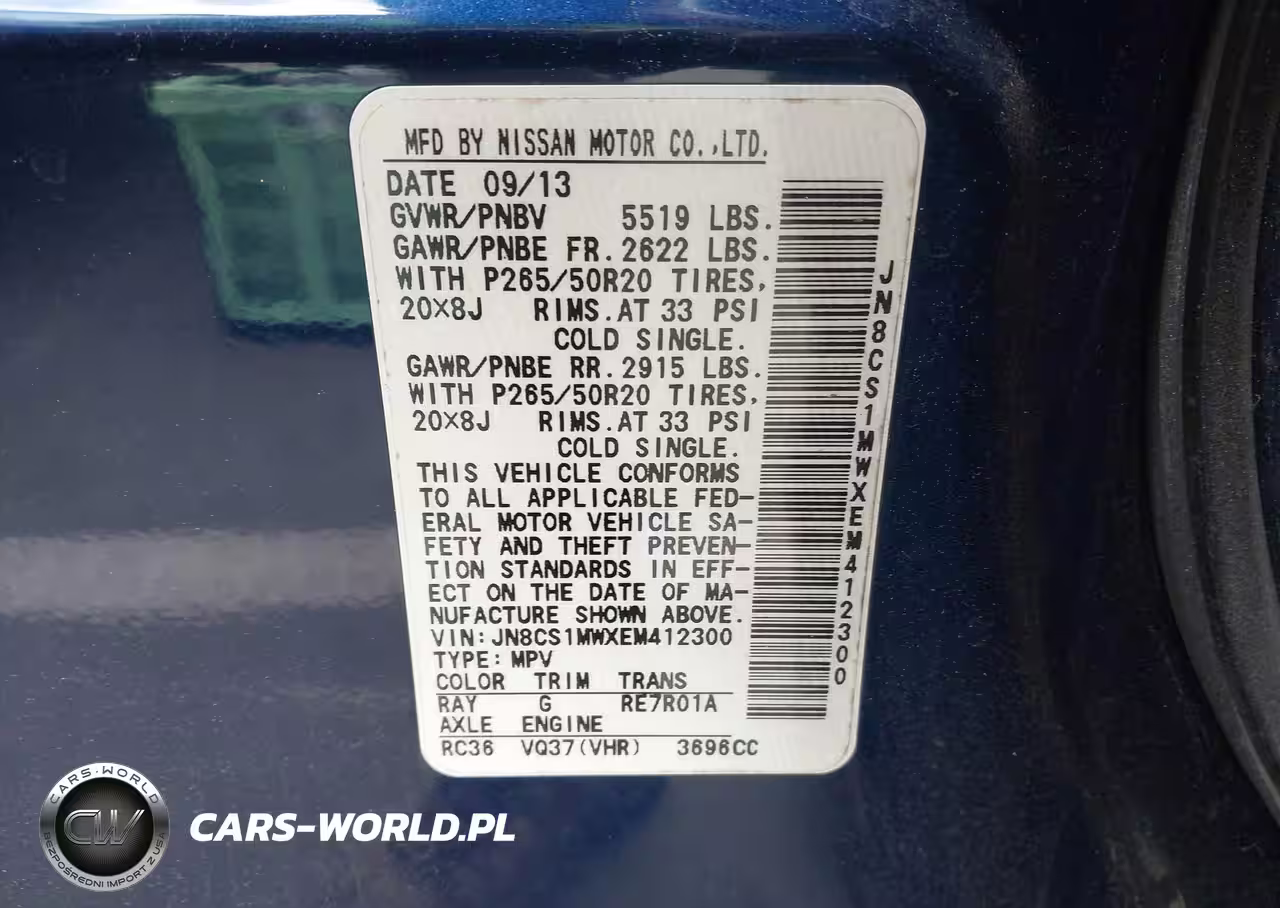 MFD BY NISSAN MOTOR CO.,LTD.
DATE 09/13
GVWR/PNBV 5519 LBS.
GAWR/PNBE FR. 2622 LBS.
WITH P265/50R20 TIRES,
20×8J RIMS. AT 33 PSI
COLD SINGLE.
GAWR/PNBE RR. 2915 LBS.
WITH P265/50R20 TIRES,
20×8J RIMS. AT 33 PSI
COLD SINGLE.
THIS VEHICLE CONFORMS
TO ALL APPLICABLE FED-
ERAL MOTOR VEHICLE SA-
FETY AND THEFT PREVEN-
TION STANDARDS IN EFF-
ECT ON THE DATE OF MA-
NUFACTURE SHOWN ABOVE.
VIN: JN8CS1MWXEM412300
TYPE: MPV
COLOR TRIM TRANS
RAY G RE7R01A
AXLE ENGINE
RC36 VQ37(VHR) 3696CC
JN8CS1MWXEM412300
CARS-WORLD
CW
BEZPOŚREDNI IMPORT Z USA
CARS-WORLD.PL